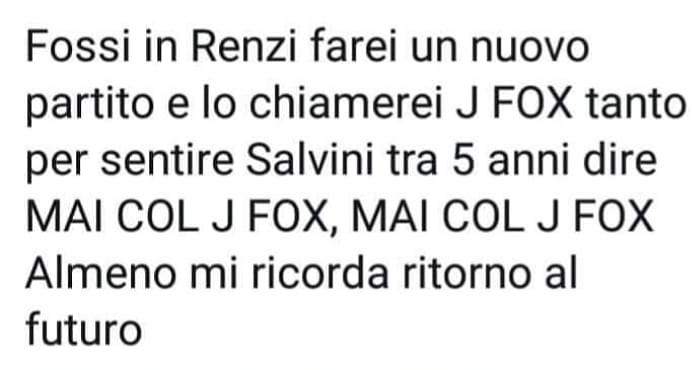 Fossi in Renzi farei un nuovo
partito e lo chiamerei J FOX tanto
per sentire Salvini tra 5 anni dire
MAI COL J FOX, MAI COL J FOX
Almeno mi ricorda ritorno al
futuro